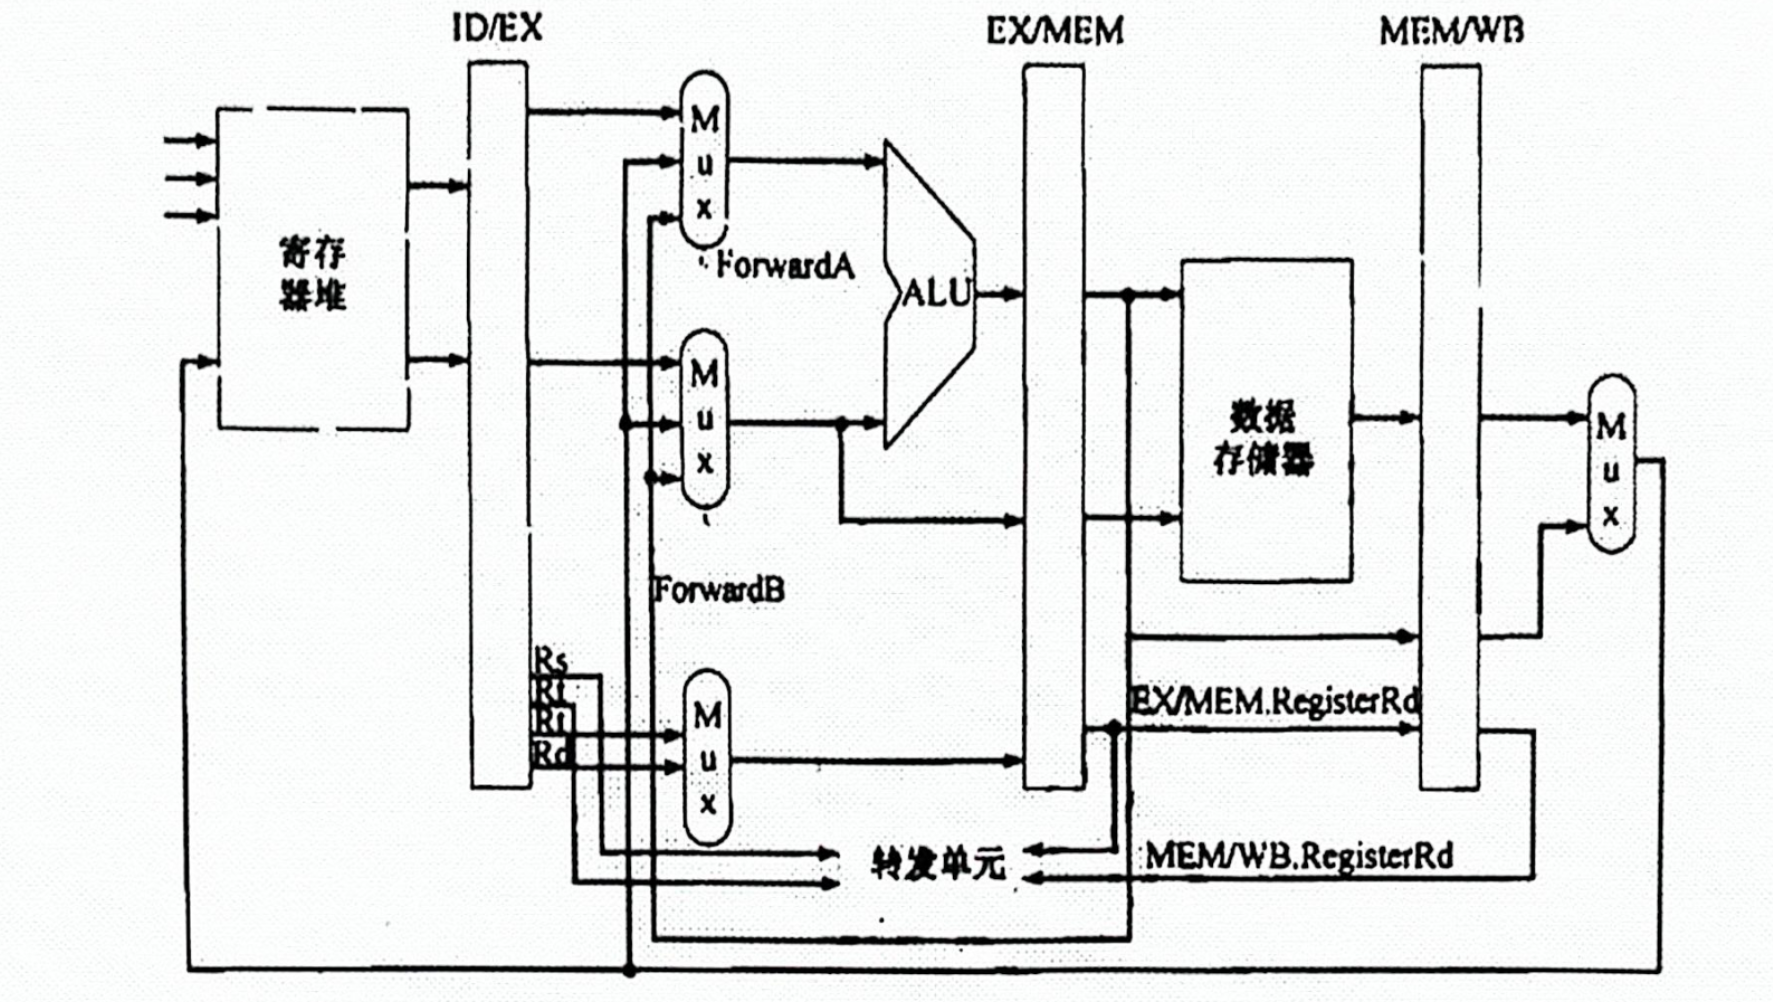 ID/EX
EX/MEM
MEM/WB
M
u
x
ForwardA
寄存
器堆
ALU
M
u
x
数据
存储器
M
u
x
ForwardB
Rs
Rt
Rt
Rd
M
u
x
EX/MEM.RegisterRd
转发单元
MEM/WB.RegisterRd